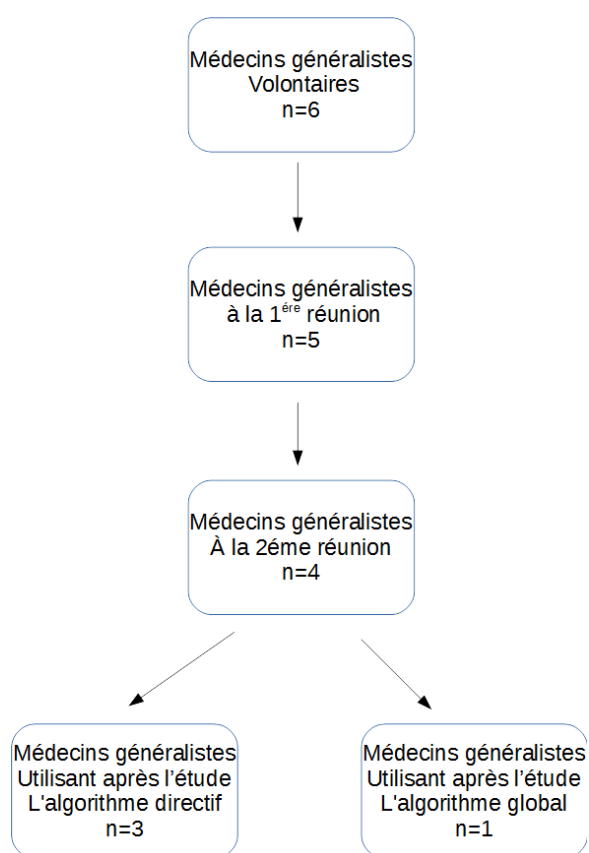 Médecins généralistes
Volontaires
n=6
Médecins généralistes
à la 1ére réunion
n=5
Médecins généralistes
À la 2éme réunion
n=4
Médecins généralistes
Utilisant après l’étude
L'algorithme directif
n=3
Médecins généralistes
Utilisant après l’étude
L'algorithme global
n=1